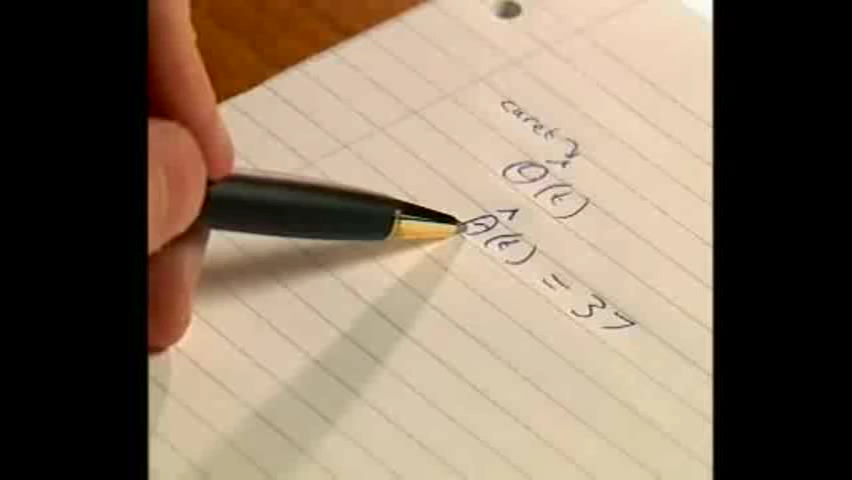 caret ↘
θ̂(t)
θ̂(t) = 37